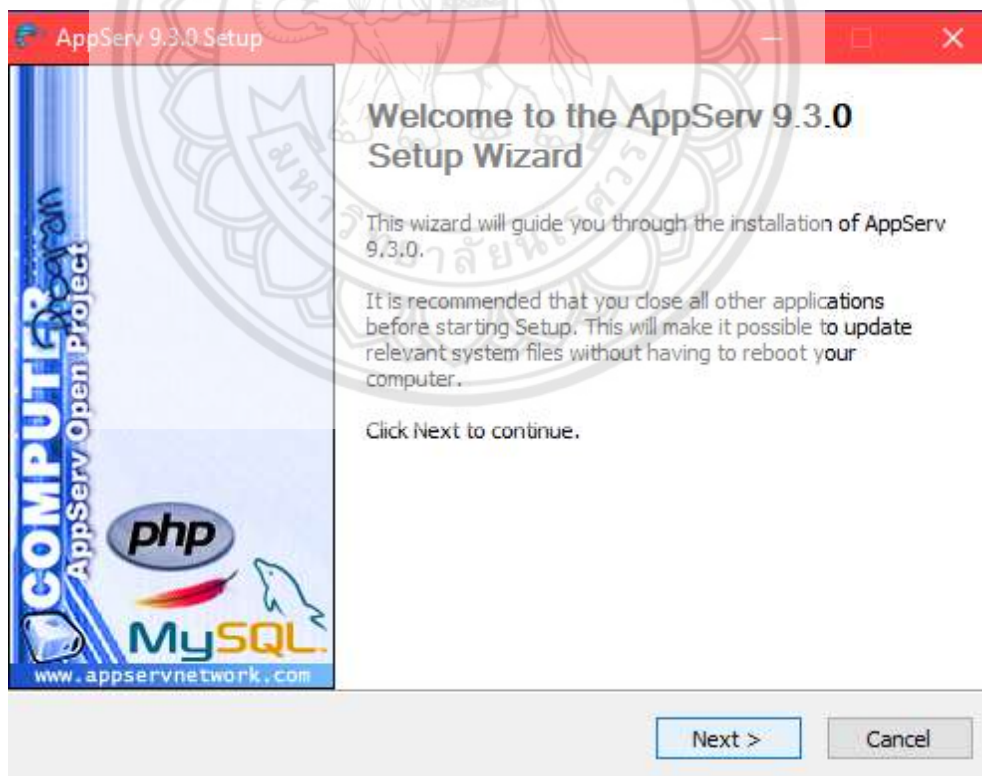 AppServ 9.3.0 Setup
Welcome to the AppServ 9.3.0
Setup Wizard
This wizard will guide you through the installation of AppServ
9.3.0.
It is recommended that you close all other applications
before starting Setup. This will make it possible to update
relevant system files without having to reboot your
computer.
Click Next to continue.
COMPUTER
Program
AppServ Open Project
php
MySQL
www.appservnetwork.com
Next >
Cancel